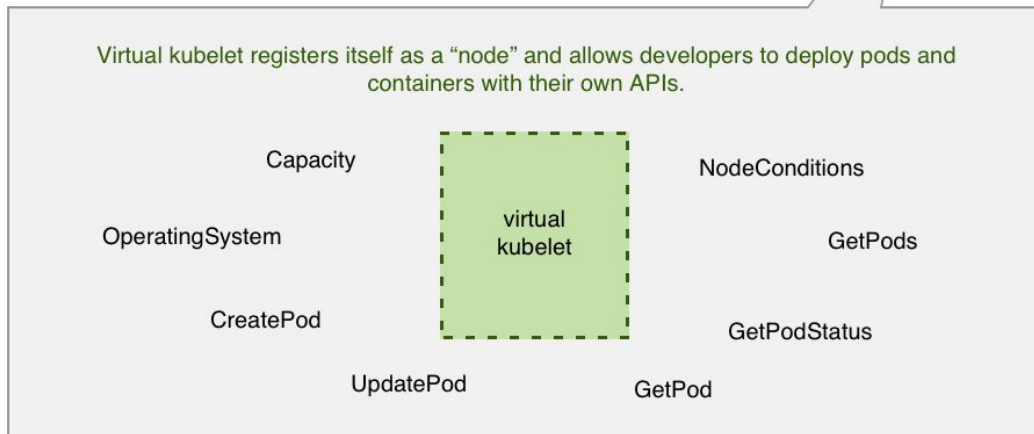 Virtual kubelet registers itself as a “node” and allows developers to deploy pods and
containers with their own APIs.
Capacity
NodeConditions
virtual
kubelet
OperatingSystem
GetPods
CreatePod
GetPodStatus
UpdatePod
GetPod